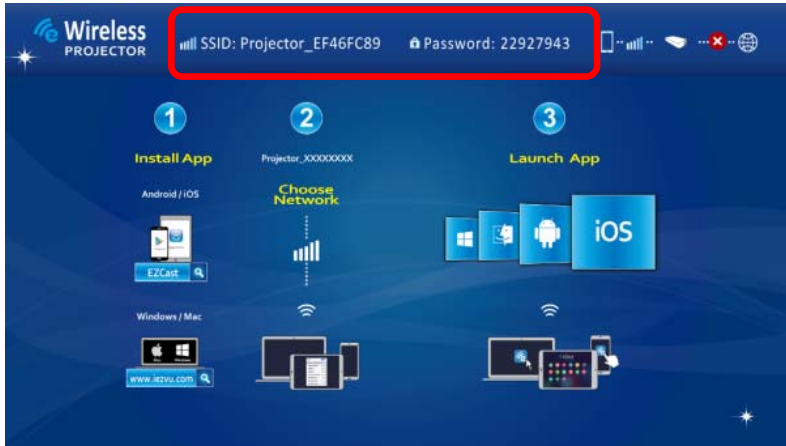 Wireless
PROJECTOR
SSID: Projector_EF46FC89
Password: 22927943
1
Install App
Android / iOS
EZCast
Windows / Mac
www.iezvu.com
2
Projector_XXXXXXXX
Choose
Network
3
Launch App
iOS